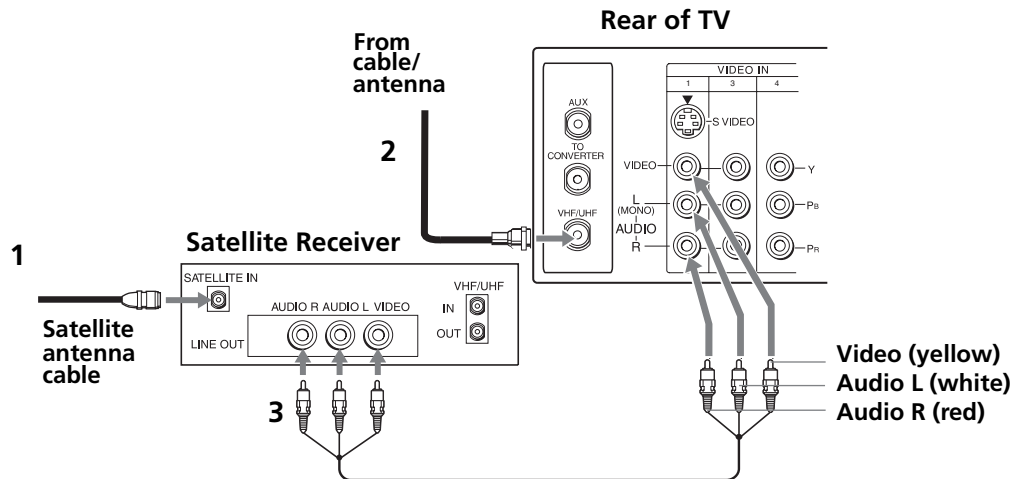 Rear of TV
From
cable/
antenna
2
VIDEO IN
1 3 4
AUX
S VIDEO
TO
CONVERTER
VIDEO
Y
L
(MONO)
PB
VHF/UHF
AUDIO
R
PR
1
Satellite Receiver
SATELLITE IN
VHF/UHF
AUDIO R AUDIO L VIDEO
IN
OUT
LINE OUT
Satellite
antenna
cable
3
Video (yellow)
Audio L (white)
Audio R (red)